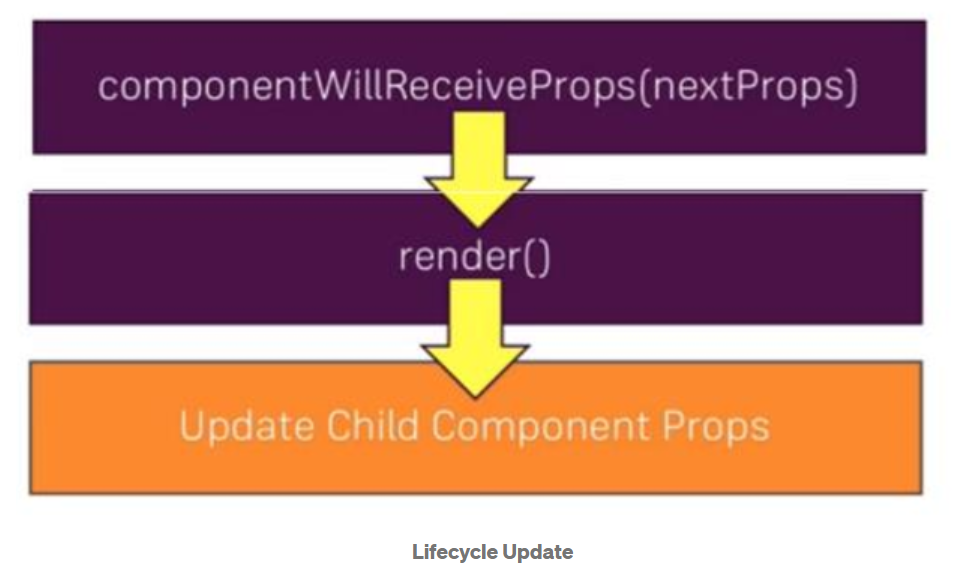 componentWillReceiveProps(nextProps)
render()
Update Child Component Props
Lifecycle Update